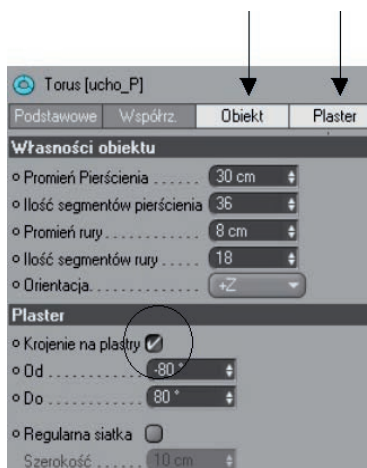 Torus [ucho_P]
Podstawowe Współrz. Obiekt Plaster
Własności obiektu
Promień Pierścienia . . . . . . 30 cm
Ilość segmentów pierścienia 36
Promień rury . . . . . . . . . . . . 8 cm
Ilość segmentów rury . . . . . 18
Orientacja. . . . . . . . . . . . . . +Z
Plaster
Krojenie na plastry
Od . . . . . . . . . . . . -80 °
Do . . . . . . . . . . . . 80 °
Regularna siatka
Szerokość . . . . . . 10 cm